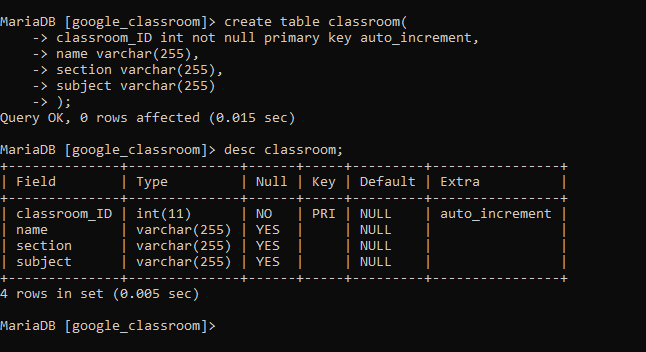 MariaDB [google_classroom]> create table classroom(
    -> classroom_ID int not null primary key auto_increment,
    -> name varchar(255),
    -> section varchar(255),
    -> subject varchar(255)
    -> );
Query OK, 0 rows affected (0.015 sec)

MariaDB [google_classroom]> desc classroom;
+--------------+--------------+------+-----+---------+----------------+
| Field        | Type         | Null | Key | Default | Extra          |
+--------------+--------------+------+-----+---------+----------------+
| classroom_ID | int(11)      | NO   | PRI | NULL    | auto_increment |
| name         | varchar(255) | YES  |     | NULL    |                |
| section      | varchar(255) | YES  |     | NULL    |                |
| subject      | varchar(255) | YES  |     | NULL    |                |
+--------------+--------------+------+-----+---------+----------------+
4 rows in set (0.005 sec)

MariaDB [google_classroom]>